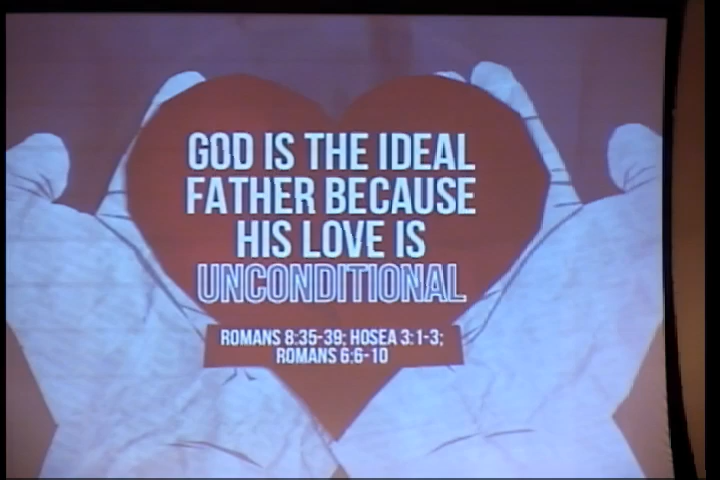 GOD IS THE IDEAL
FATHER BECAUSE
HIS LOVE IS
UNCONDITIONAL
ROMANS 8:35-39; HOSEA 3:1-3;
ROMANS 6:6-10